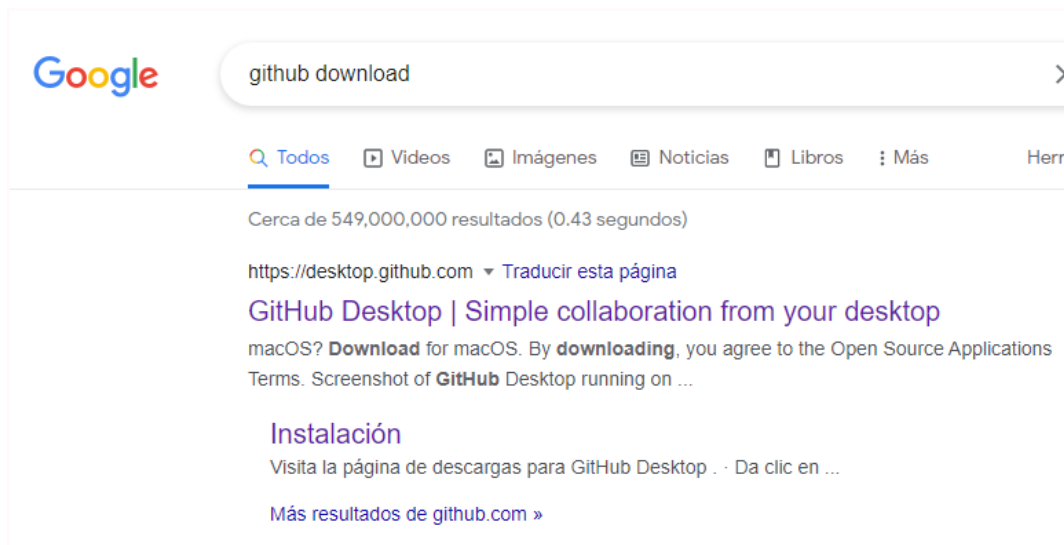 Google
github download
Todos Videos Imágenes Noticias Libros Más
Cerca de 549,000,000 resultados (0.43 segundos)
https://desktop.github.com Traducir esta página
GitHub Desktop | Simple collaboration from your desktop
macOS? Download for macOS. By downloading, you agree to the Open Source Applications
Terms. Screenshot of GitHub Desktop running on ...
Instalación
Visita la página de descargas para GitHub Desktop . · Da clic en ...
Más resultados de github.com »